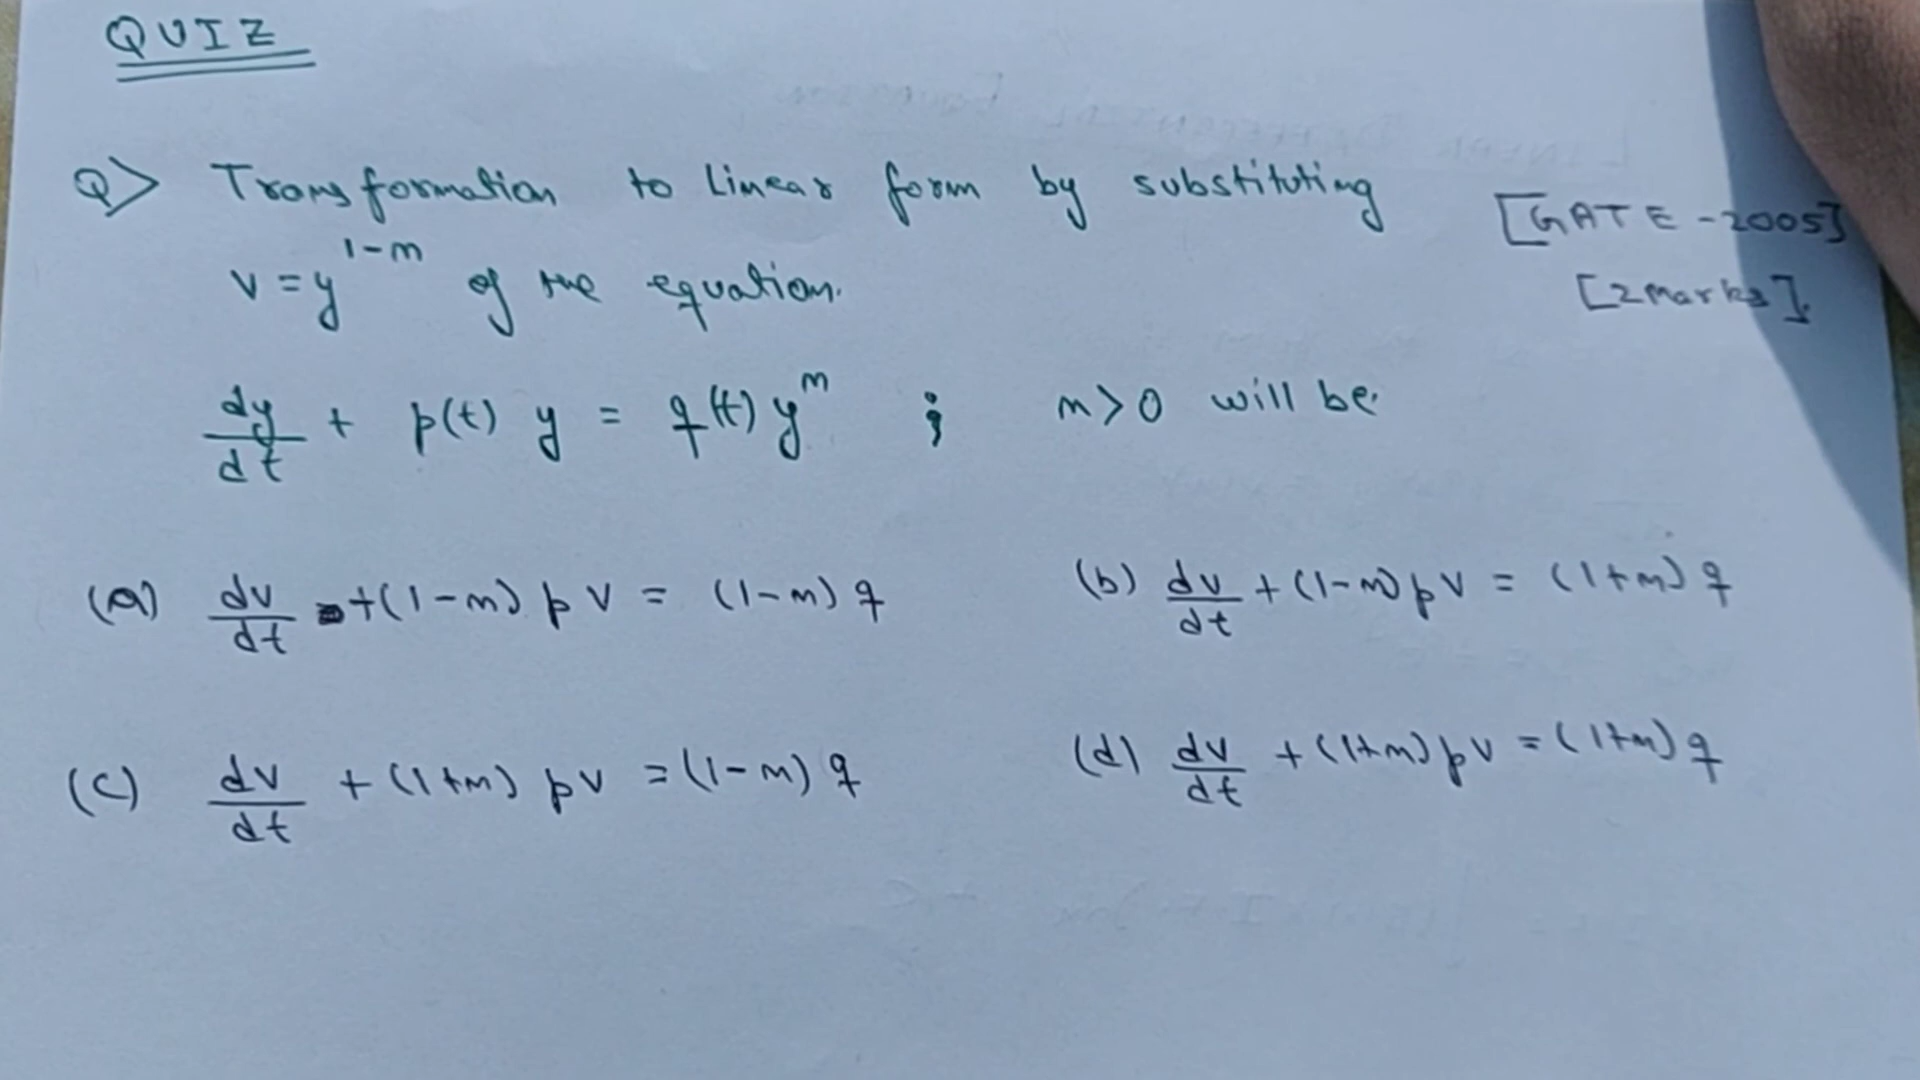 QUIZ
Q> Transformation to Linear form by substituting
[GATE-2005]
v=y^{1-m} of the equation.
[2 Marks].
dy/dt + p(t) y = q(t) y^m ; m>0 will be.
(a) dv/dt +(1-m) p v = (1-m) q
(b) dv/dt + (1-m) p v = (1+m) q
(c) dv/dt + (1+m) p v = (1-m) q
(d) dv/dt + (1+m) p v = (1+m) q